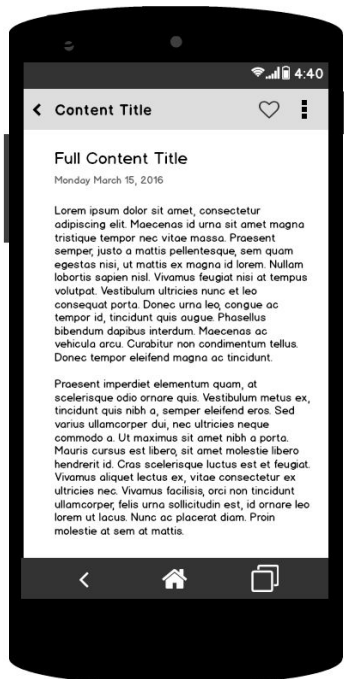 4:40
Content Title
Full Content Title
Monday March 15, 2016
Lorem ipsum dolor sit amet, consectetur
adipiscing elit. Maecenas id urna sit amet magna
tristique tempor nec vitae massa. Praesent
semper, justo a mattis pellentesque, sem quam
egestas nisi, ut mattis ex magna id lorem. Nullam
lobortis sapien nisl. Vivamus feugiat nisi at tempus
volutpat. Vestibulum ultricies nunc et leo
consequat porta. Donec urna leo, congue ac
tempor id, tincidunt quis augue. Phasellus
bibendum dapibus interdum. Maecenas ac
vehicula arcu. Curabitur non condimentum tellus.
Donec tempor eleifend magna ac tincidunt.
Praesent imperdiet elementum quam, at
scelerisque odio ornare quis. Vestibulum metus ex,
tincidunt quis nibh a, semper eleifend eros. Sed
varius ullamcorper dui, nec ultricies neque
commodo a. Ut maximus sit amet nibh a porta.
Mauris cursus est libero, sit amet molestie libero
hendrerit id. Cras scelerisque luctus est et feugiat.
Vivamus aliquet lectus ex, vitae consectetur ex
ultricies nec. Vivamus facilisis, orci non tincidunt
ullamcorper, felis urna sollicitudin est, id ornare leo
lorem ut lacus. Nunc ac placerat diam. Proin
molestie at sem at mattis.